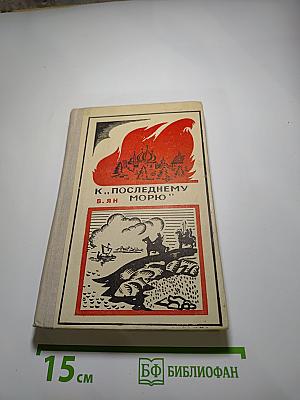 К „ПОСЛЕДНЕМУ
В. ЯН МОРЮ"
15 см
БФ БИБЛИОФАН